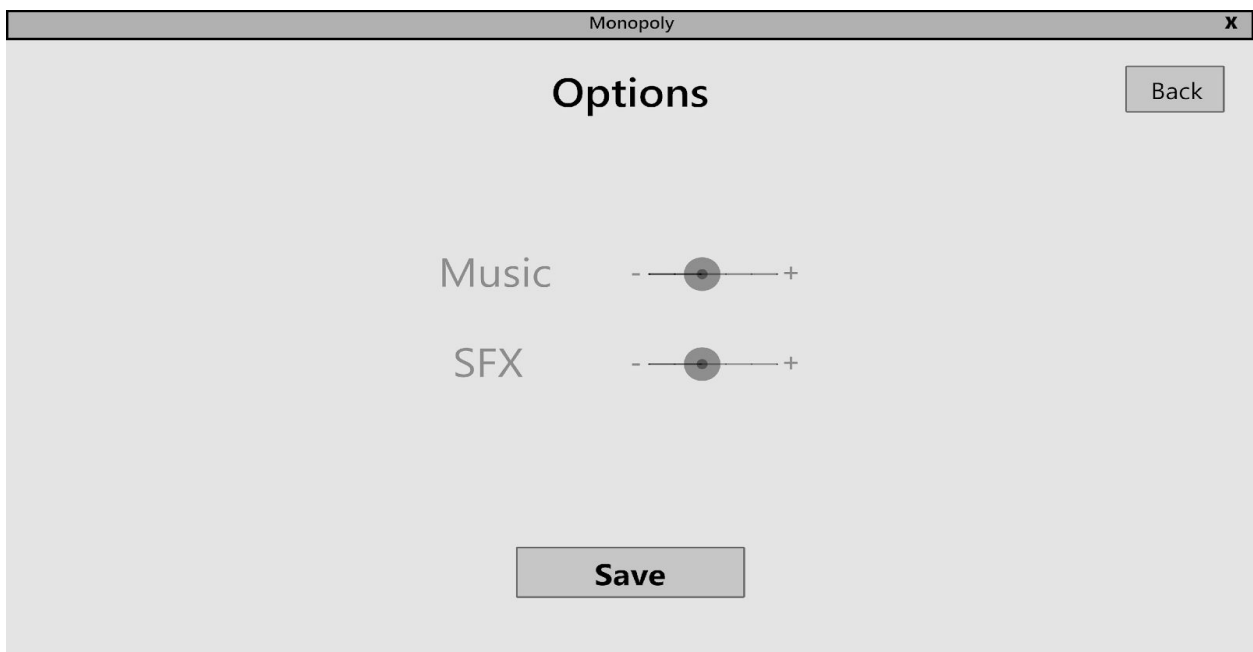 Monopoly X
Options
Back
Music - +
SFX - +
Save